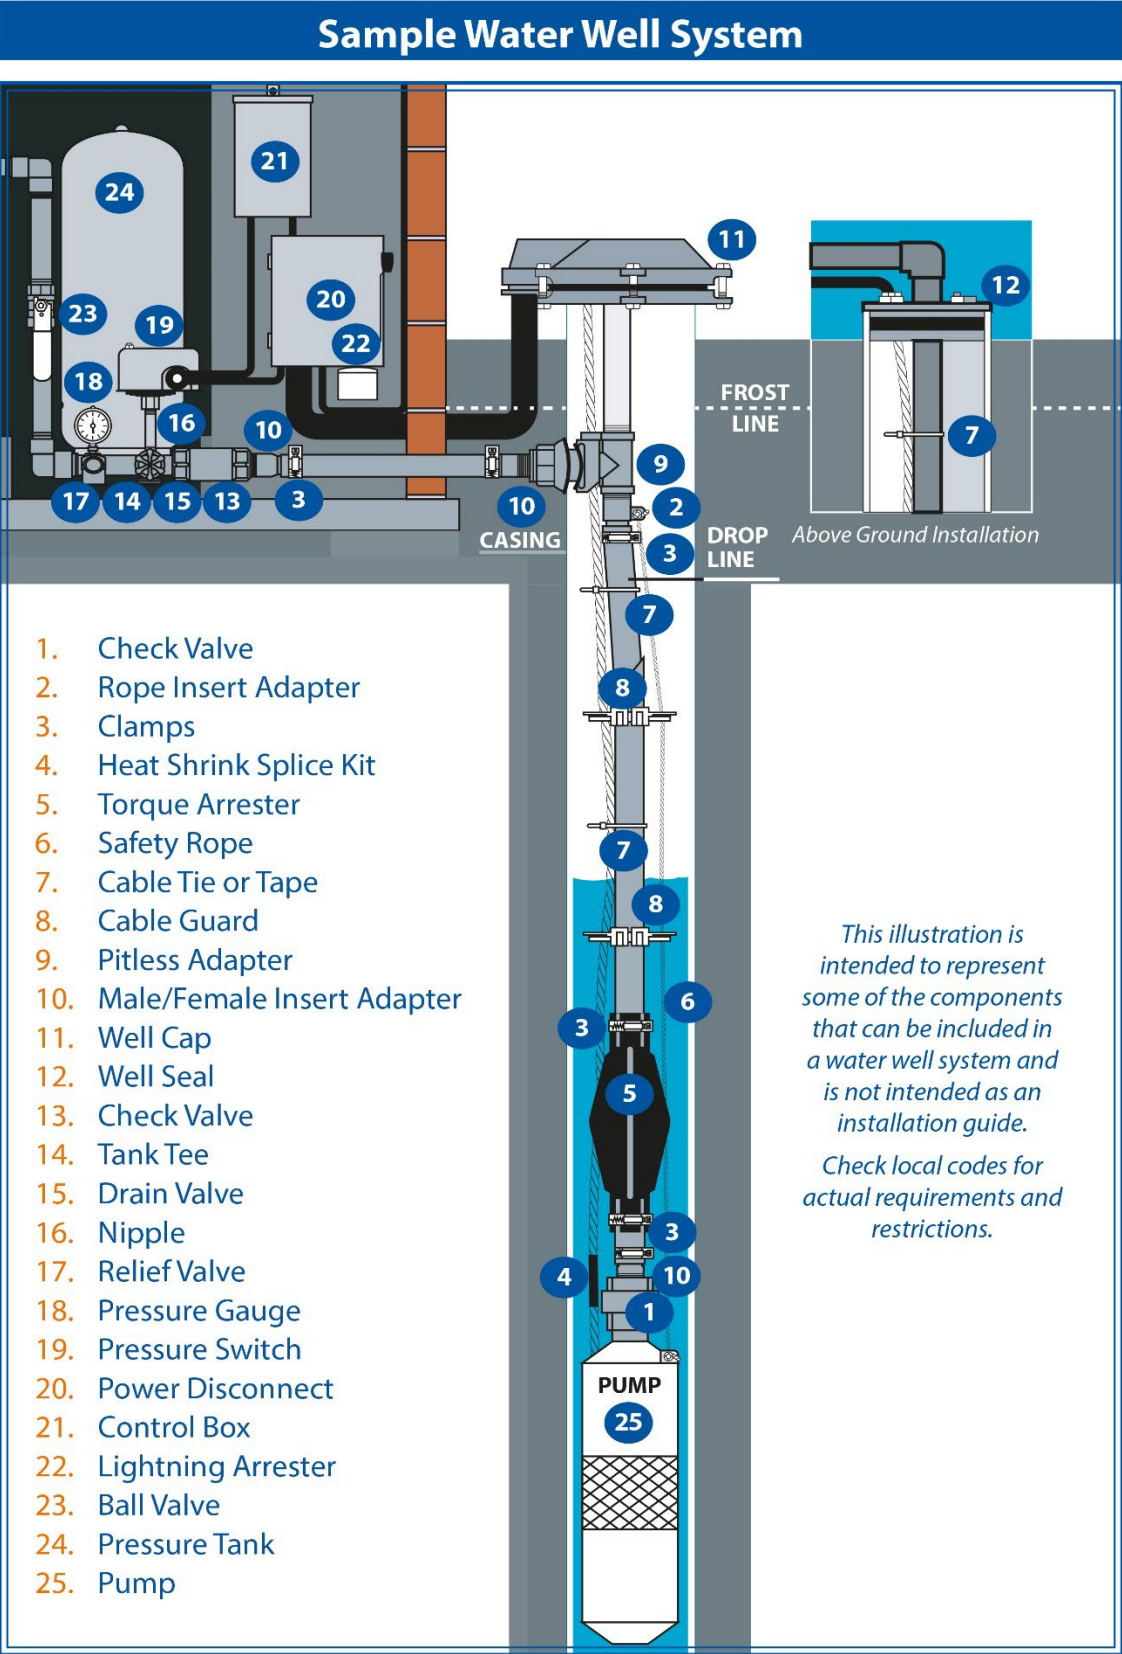 Sample Water Well System
21
24
11
12
20
23
19
22
18
FROST
LINE
16
10
7
9
17
14
15
13
3
10
2
CASING
DROP
LINE
3
Above Ground Installation
7
8
7
8
6
3
5
3
4
10
1
PUMP
25
1. Check Valve
2. Rope Insert Adapter
3. Clamps
4. Heat Shrink Splice Kit
5. Torque Arrester
6. Safety Rope
7. Cable Tie or Tape
8. Cable Guard
9. Pitless Adapter
10. Male/Female Insert Adapter
11. Well Cap
12. Well Seal
13. Check Valve
14. Tank Tee
15. Drain Valve
16. Nipple
17. Relief Valve
18. Pressure Gauge
19. Pressure Switch
20. Power Disconnect
21. Control Box
22. Lightning Arrester
23. Ball Valve
24. Pressure Tank
25. Pump
This illustration is
intended to represent
some of the components
that can be included in
a water well system and
is not intended as an
installation guide.
Check local codes for
actual requirements and
restrictions.